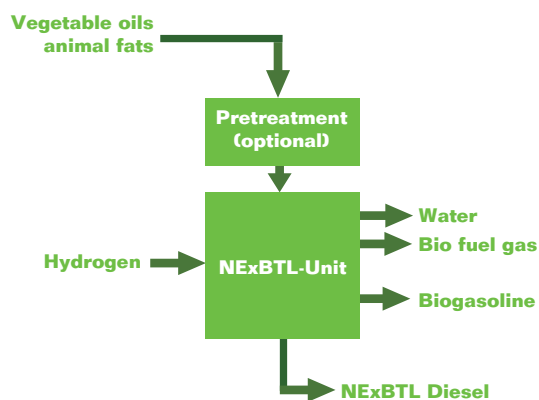 Vegetable oils
animal fats
Pretreatment
(optional)
Water
Bio fuel gas
Hydrogen
NExBTL-Unit
Biogasoline
NExBTL Diesel